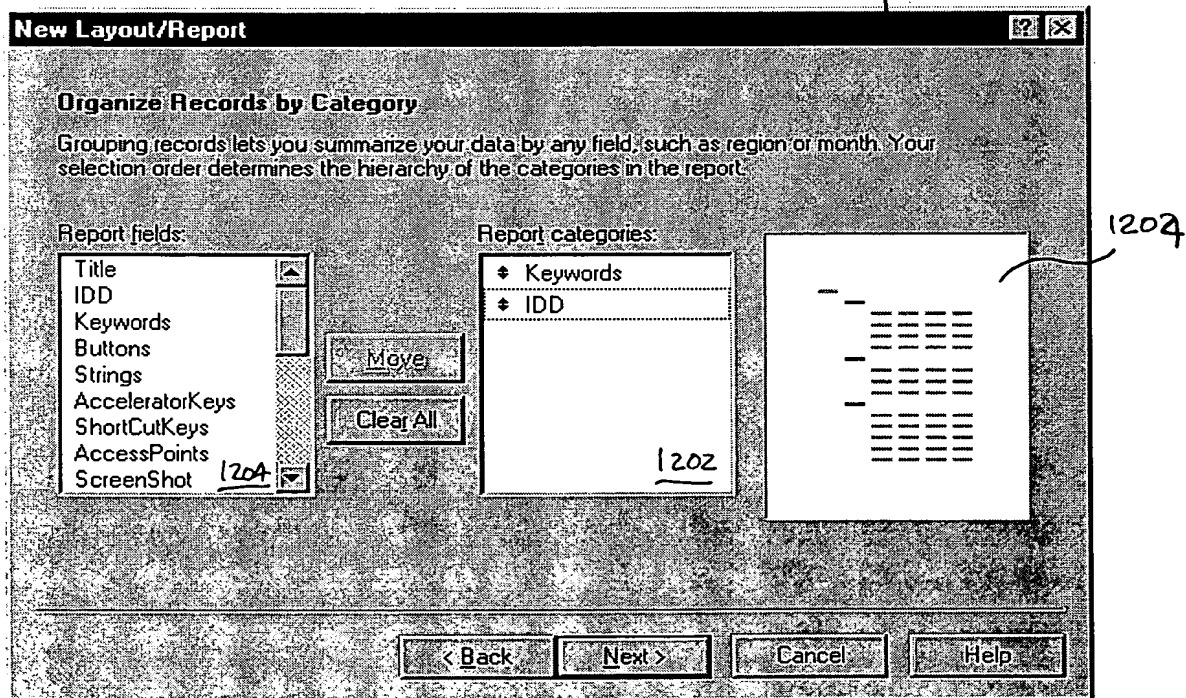 New Layout/Report
Organize Records by Category
Grouping records lets you summarize your data by any field, such as region or month. Your
selection order determines the hierarchy of the categories in the report.
Report fields:
Title
IDD
Keywords
Buttons
Strings
AcceleratorKeys
ShortCutKeys
AccessPoints
ScreenShot
1204
Move
Clear All
Report categories:
Keywords
IDD
1202
1202
< Back
Next >
Cancel
Help